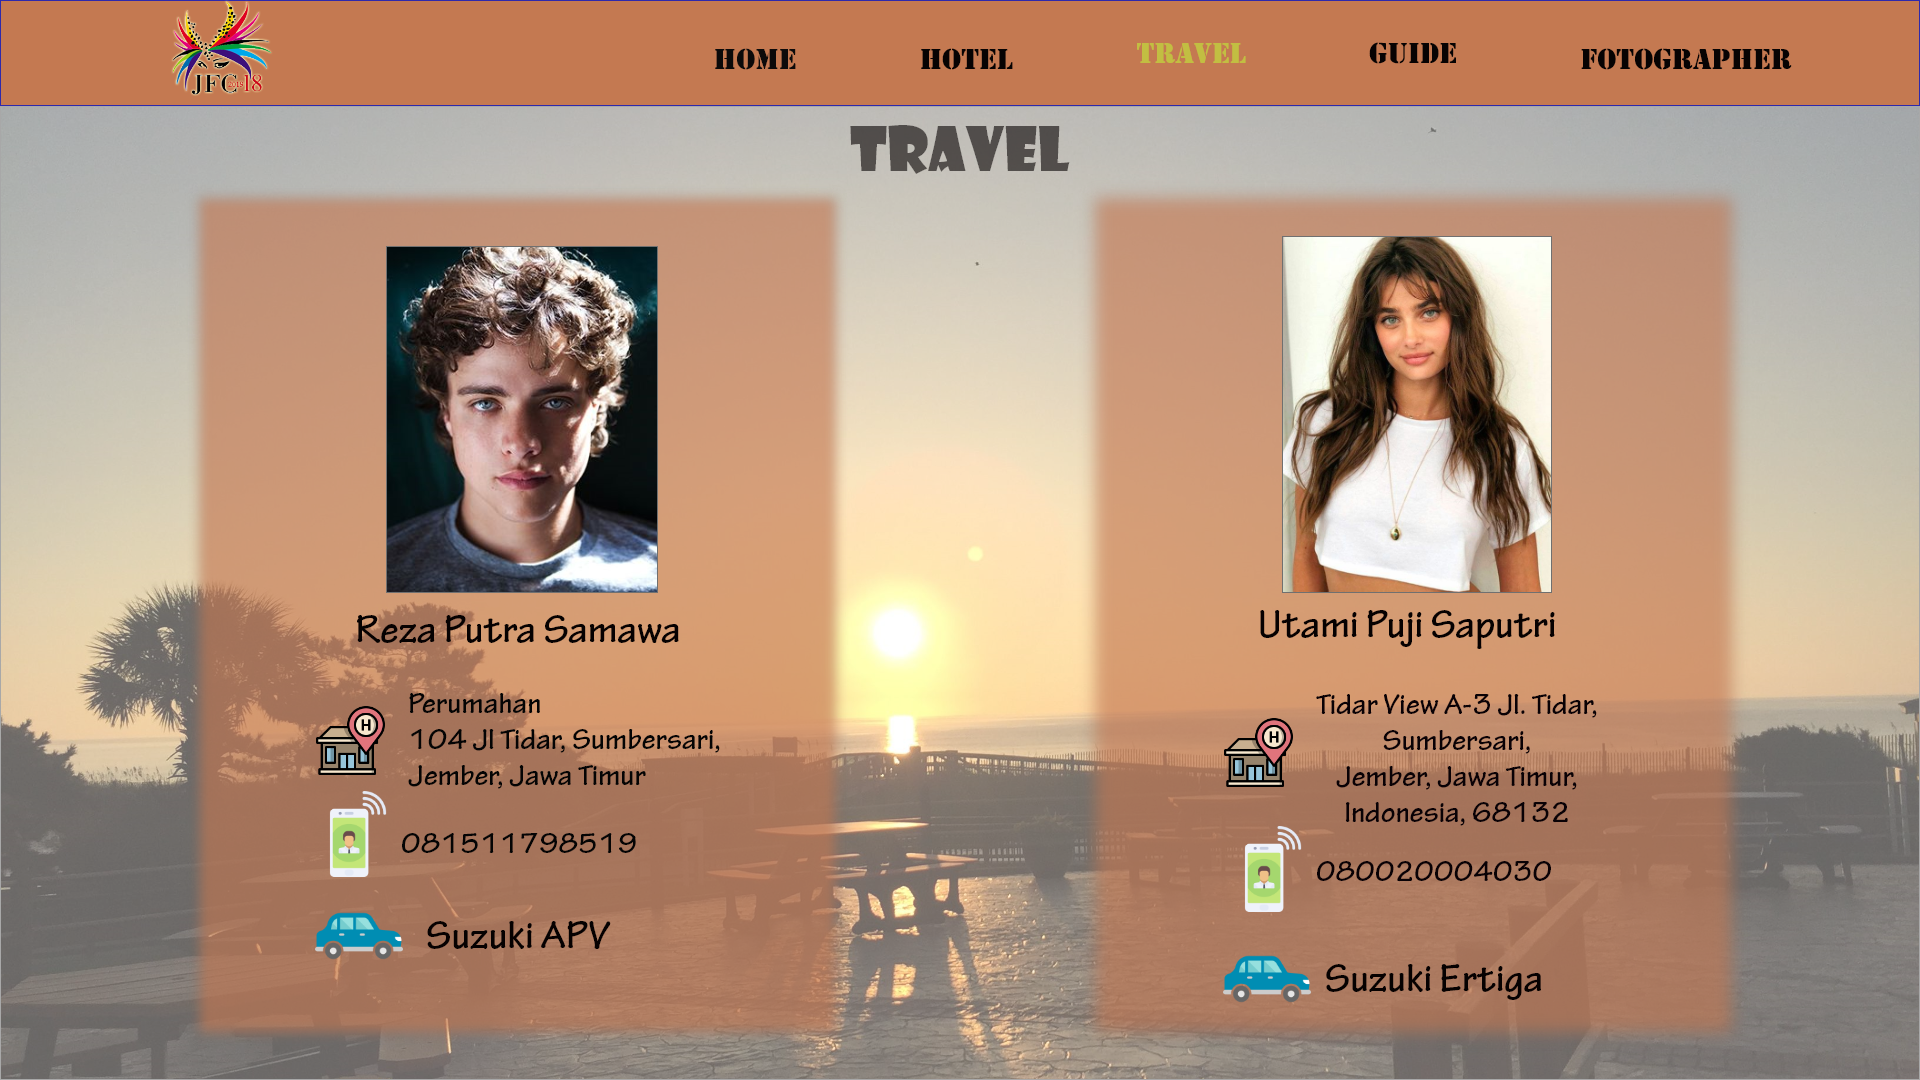 JFC 18
HOME
HOTEL
TRAVEL
GUIDE
FOTOGRAPHER
TRAVEL
Reza Putra Samawa
H
Perumahan
104 Jl Tidar, Sumbersari,
Jember, Jawa Timur
081511798519
Suzuki APV
Utami Puji Saputri
H
Tidar View A-3 Jl. Tidar,
Sumbersari,
Jember, Jawa Timur,
Indonesia, 68132
080020004030
Suzuki Ertiga